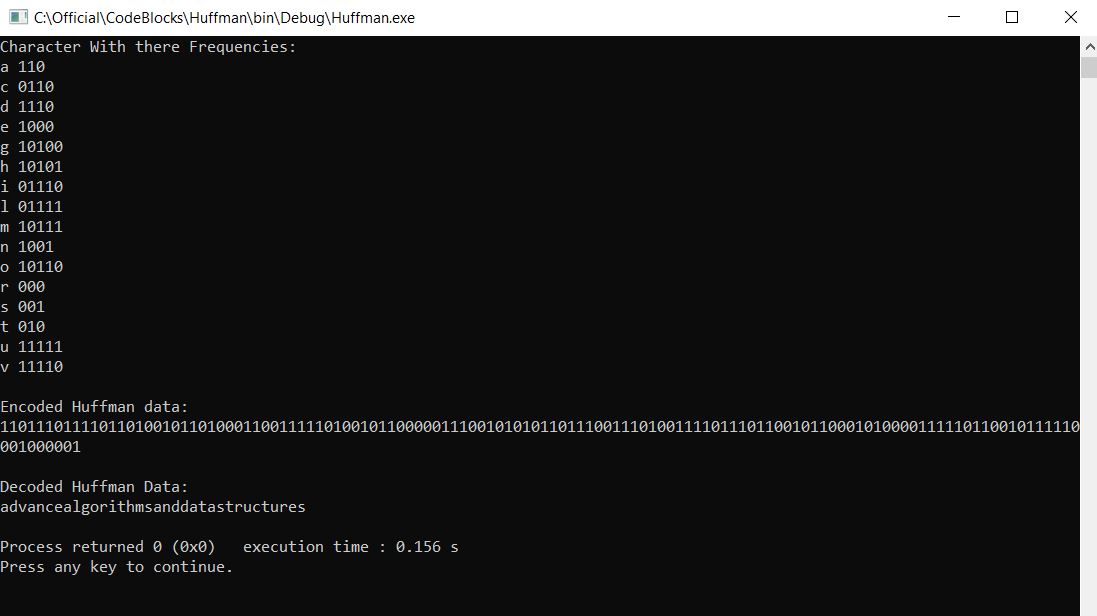 C:\Official\CodeBlocks\Huffman\bin\Debug\Huffman.exe
Character With there Frequencies:
a 110
c 0110
d 1110
e 1000
g 10100
h 10101
i 01110
l 01111
m 10111
n 1001
o 10110
r 000
s 001
t 010
u 11111
v 11110
Encoded Huffman data:
110111011110110100101101000110011111010010110000011100101010110111001110100111101110110010110001010000111110110010111110
001000001
Decoded Huffman Data:
advancealgorithmsanddatastructures
Process returned 0 (0x0)   execution time : 0.156 s
Press any key to continue.